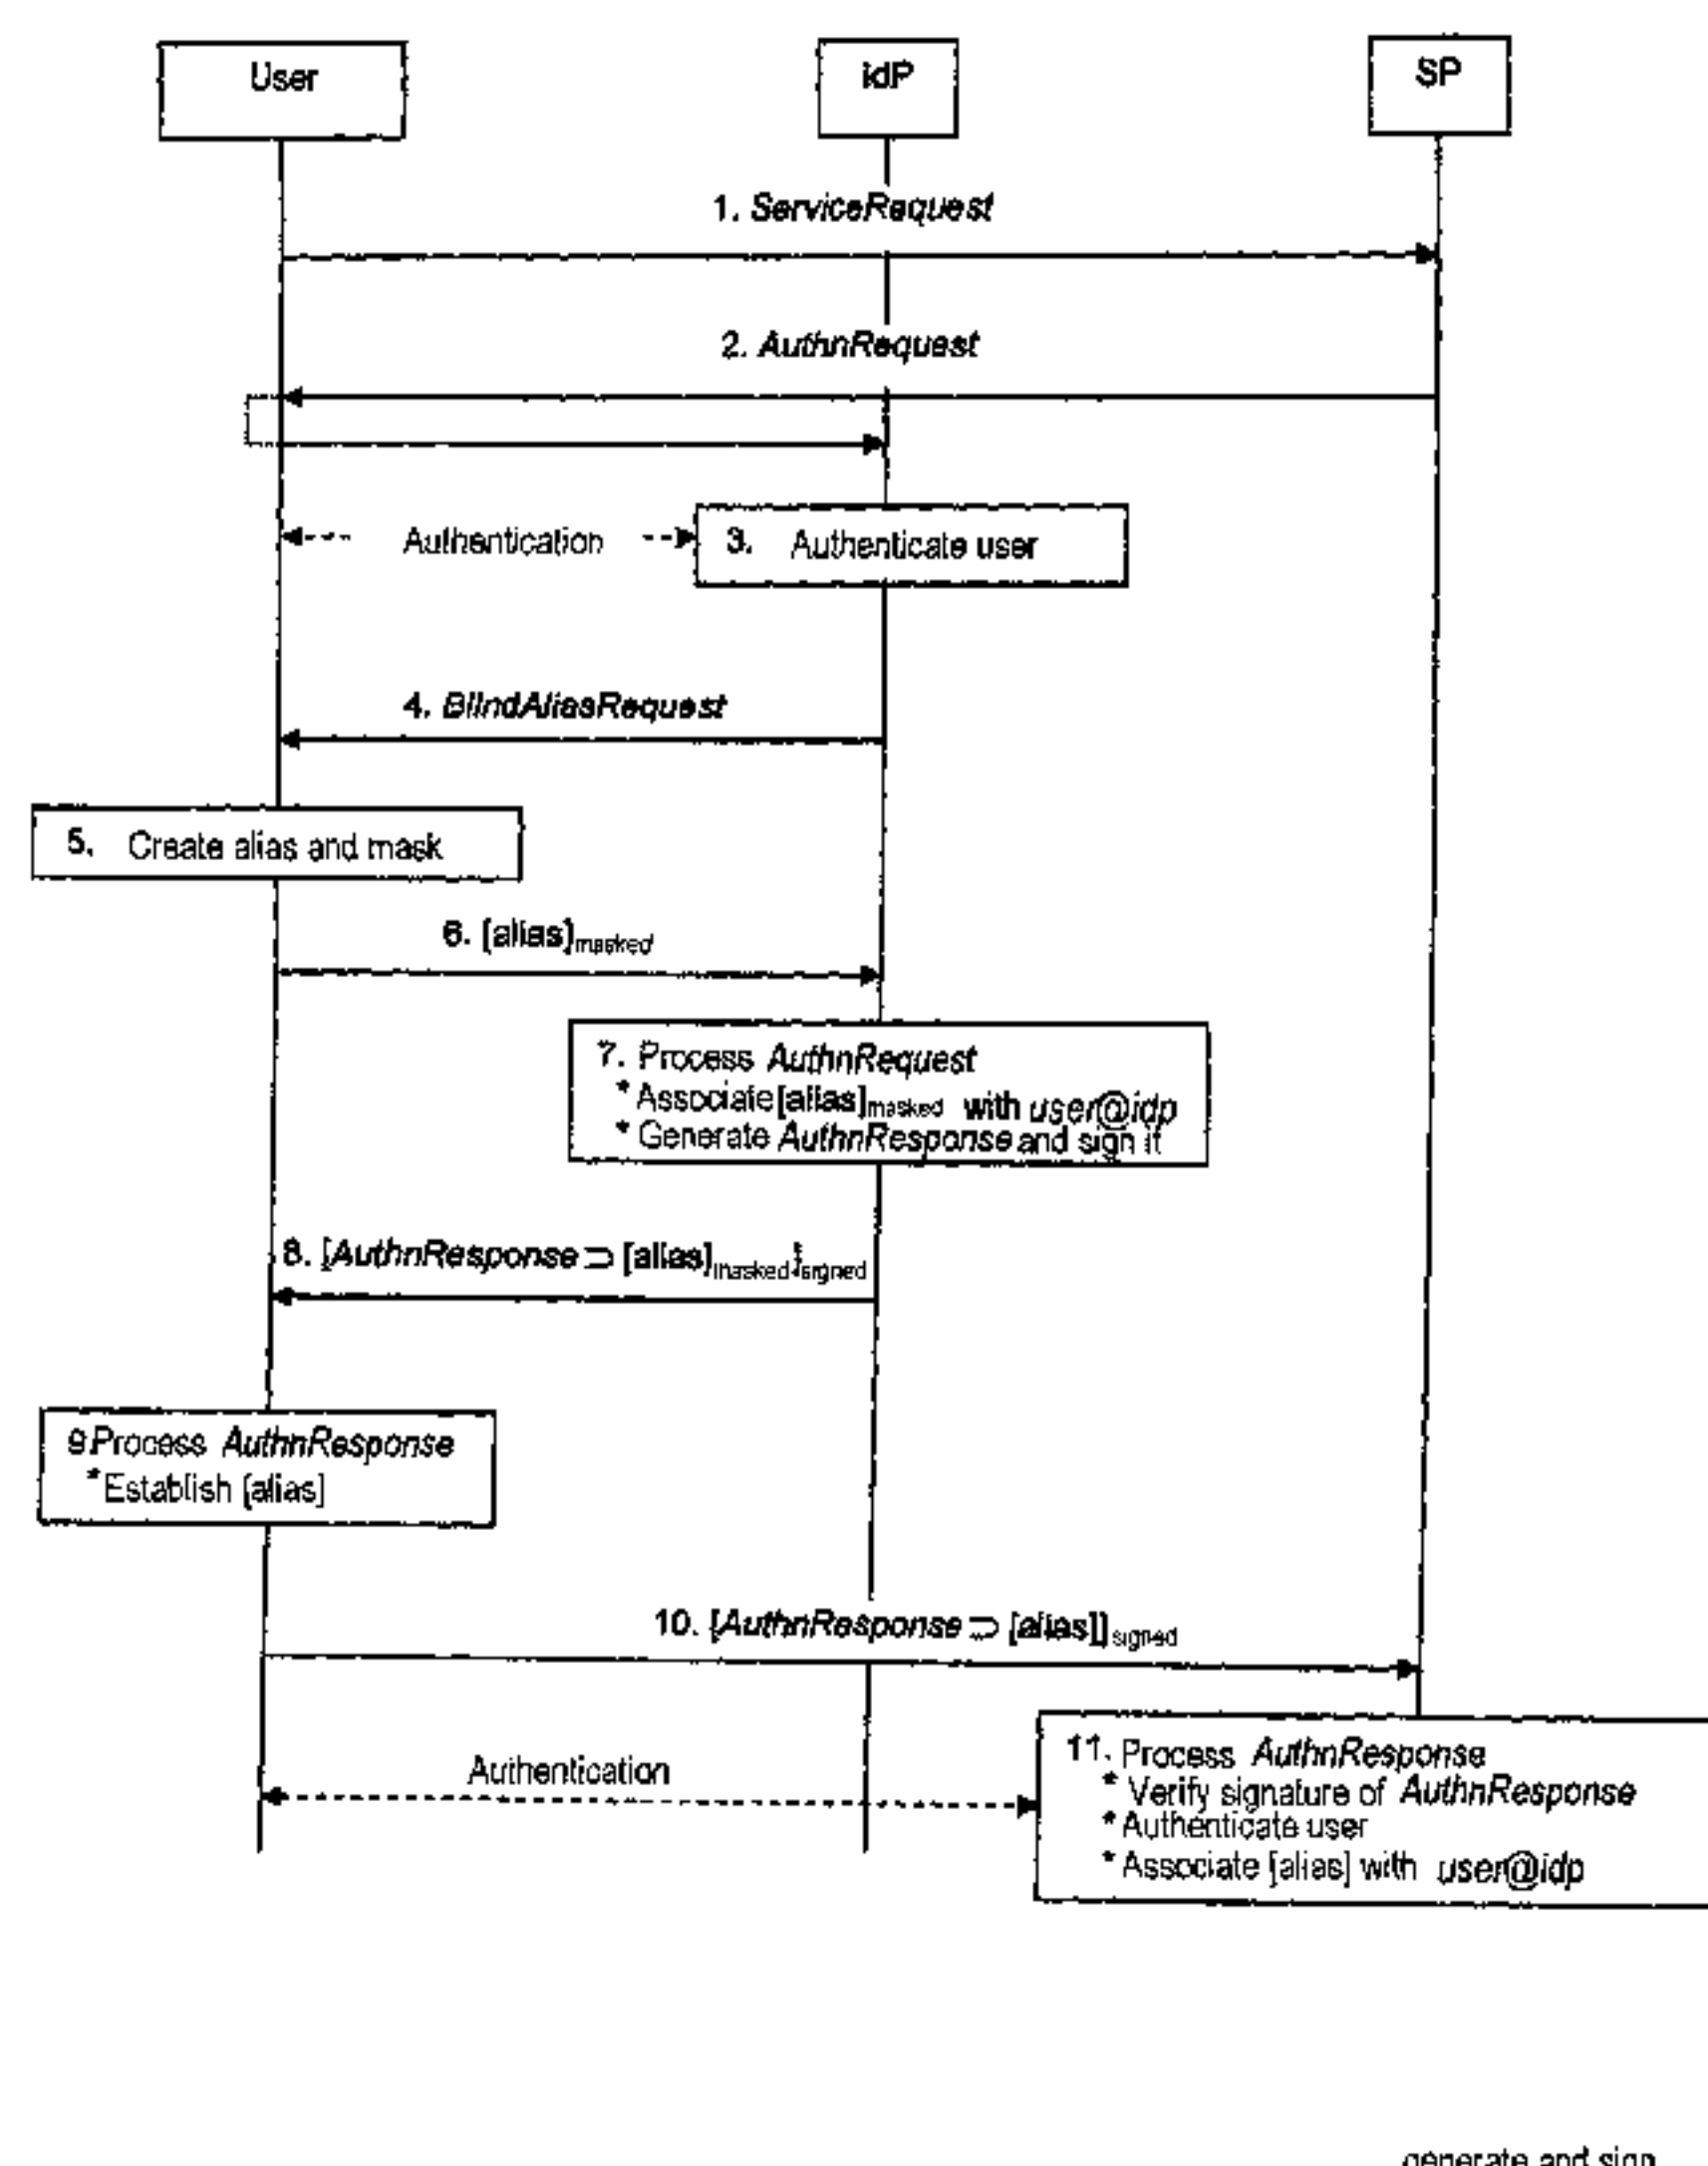 User
idP
SP
1. ServiceRequest
2. AuthnRequest
Authentication
3. Authenticate user
4. BlindAliasRequest
5. Create alias and mask
6. [alias]masked
7. Process AuthnRequest
* Associate [alias]masked with user@idp
* Generate AuthnResponse and sign it
8. [AuthnResponse ⊃ [alias]masked]signed
9 Process AuthnResponse
* Establish [alias]
10. [AuthnResponse ⊃ [alias]]signed
Authentication
11. Process AuthnResponse
* Verify signature of AuthnResponse
* Authenticate user
* Associate [alias] with user@idp
generate and sign